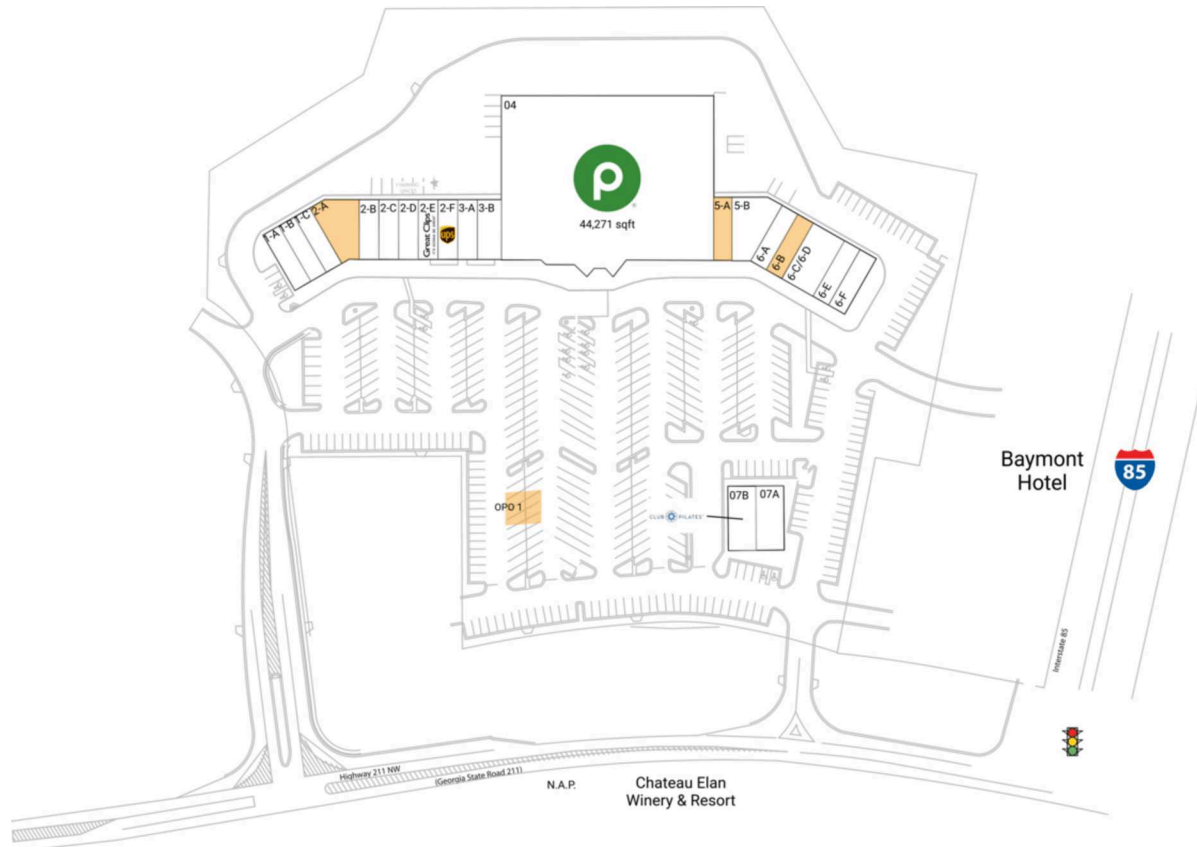 04
44,271 sqft
1-A
1-B
1-C
2-A
2-B
2-C
2-D
2-E
Great Clips
2-F
ups
3-A
3-B
5-A
5-B
6-A
6-B
6-C/6-D
6-E
6-F
OPO 1
CLUB PILATES
07B
07A
Baymont
Hotel
85
Interstate 85
Highway 211 NW
(Georgia State Road 211)
N.A.P.
Chateau Elan
Winery & Resort